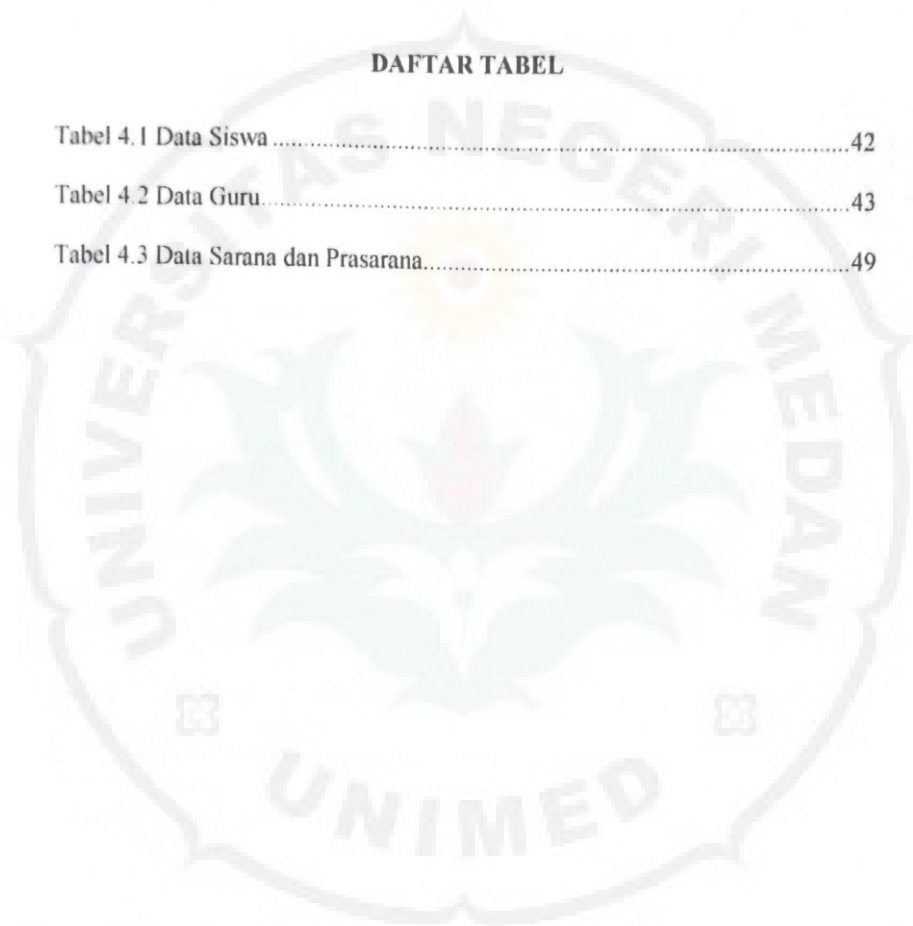 DAFTAR TABEL
Tabel 4.1 Data Siswa ........................................................................................42
Tabel 4.2 Data Guru........................................................................................43
Tabel 4.3 Data Sarana dan Prasarana................................................................49
UNIVERSITAS NEGERI MEDAN
UNIMED